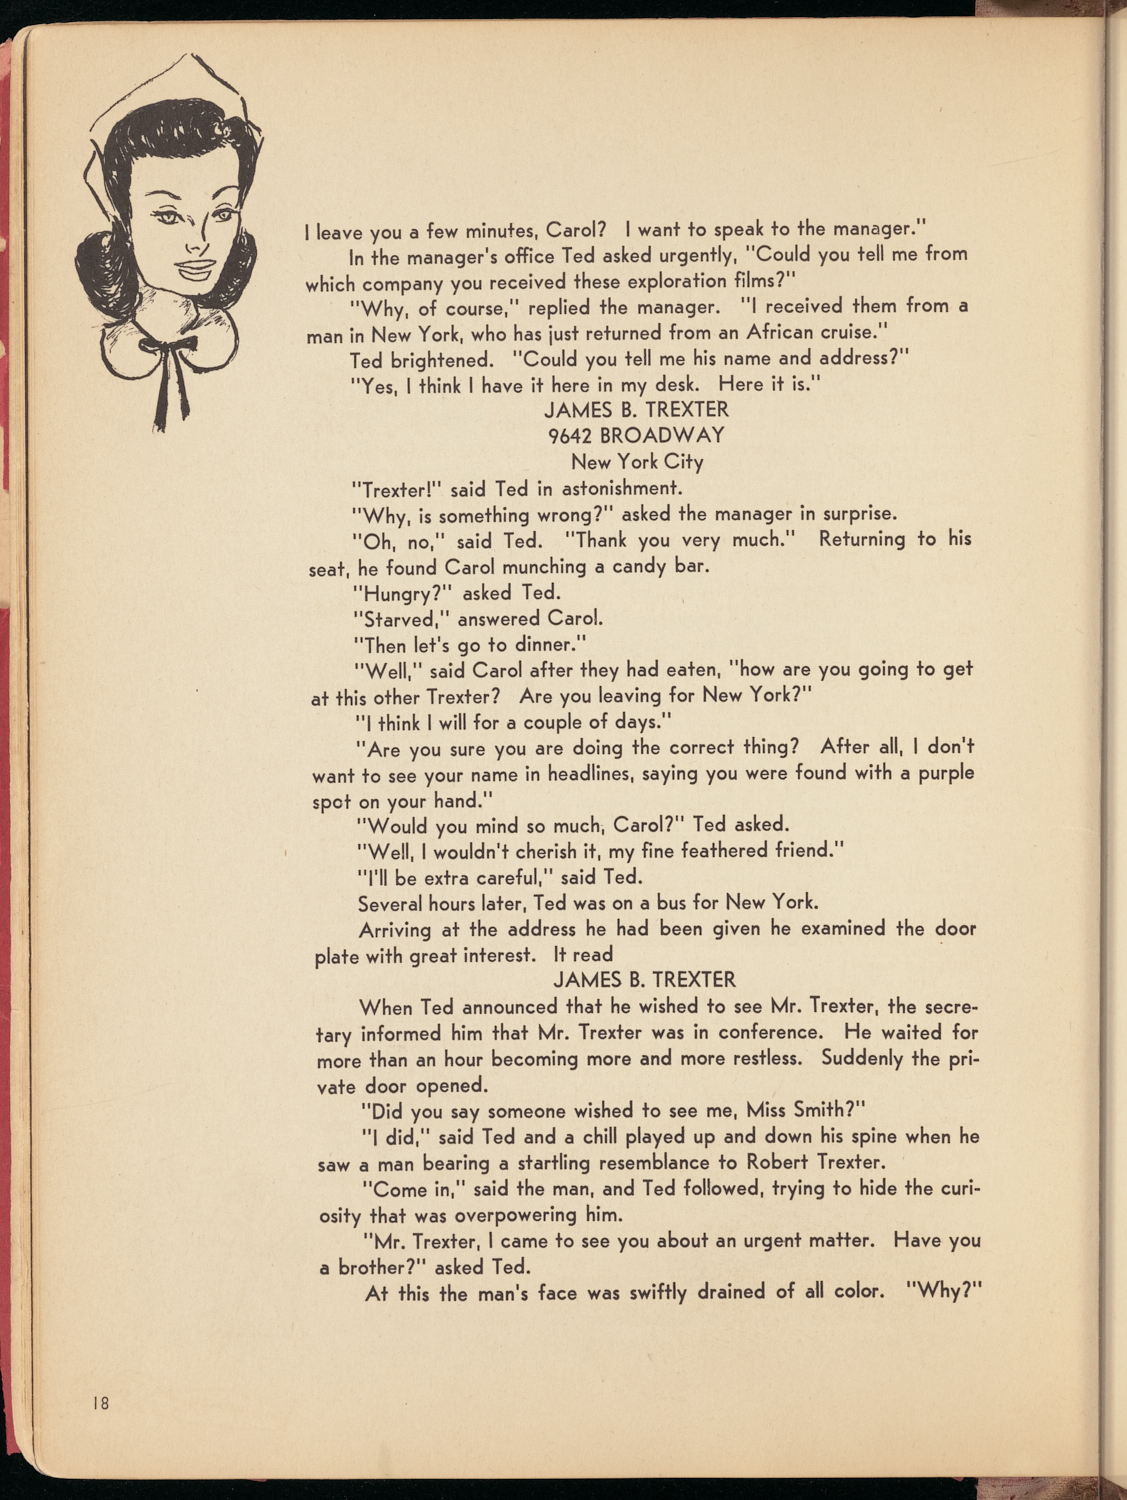 I leave you a few minutes, Carol? I want to speak to the manager."
In the manager's office Ted asked urgently, "Could you tell me from
which company you received these exploration films?"
"Why, of course," replied the manager. "I received them from a
man in New York, who has just returned from an African cruise."
Ted brightened. "Could you tell me his name and address?"
"Yes, I think I have it here in my desk. Here it is."
JAMES B. TREXTER
9642 BROADWAY
New York City
"Trexter!" said Ted in astonishment.
"Why, is something wrong?" asked the manager in surprise.
"Oh, no," said Ted. "Thank you very much." Returning to his
seat, he found Carol munching a candy bar.
"Hungry?" asked Ted.
"Starved," answered Carol.
"Then let's go to dinner."
"Well," said Carol after they had eaten, "how are you going to get
at this other Trexter? Are you leaving for New York?"
"I think I will for a couple of days."
"Are you sure you are doing the correct thing? After all, I don't
want to see your name in headlines, saying you were found with a purple
spot on your hand."
"Would you mind so much, Carol?" Ted asked.
"Well, I wouldn't cherish it, my fine feathered friend."
"I'll be extra careful," said Ted.
Several hours later, Ted was on a bus for New York.
Arriving at the address he had been given he examined the door
plate with great interest. It read
JAMES B. TREXTER
When Ted announced that he wished to see Mr. Trexter, the secre-
tary informed him that Mr. Trexter was in conference. He waited for
more than an hour becoming more and more restless. Suddenly the pri-
vate door opened.
"Did you say someone wished to see me, Miss Smith?"
"I did," said Ted and a chill played up and down his spine when he
saw a man bearing a startling resemblance to Robert Trexter.
"Come in," said the man, and Ted followed, trying to hide the curi-
osity that was overpowering him.
"Mr. Trexter, I came to see you about an urgent matter. Have you
a brother?" asked Ted.
At this the man's face was swiftly drained of all color. "Why?"
18